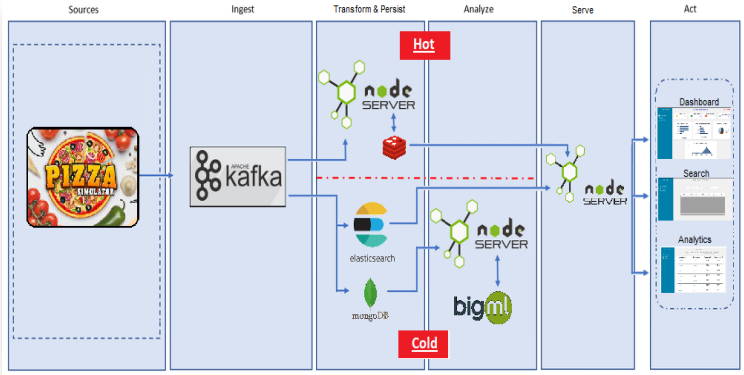 Sources
Ingest
Transform & Persist
Analyze
Serve
Act
Hot
node
SERVER
PIZZA
SIMULATOR
APACHE
kafka
elasticsearch
mongoDB
node
SERVER
bigml
Cold
node
SERVER
Dashboard
Search
Analytics